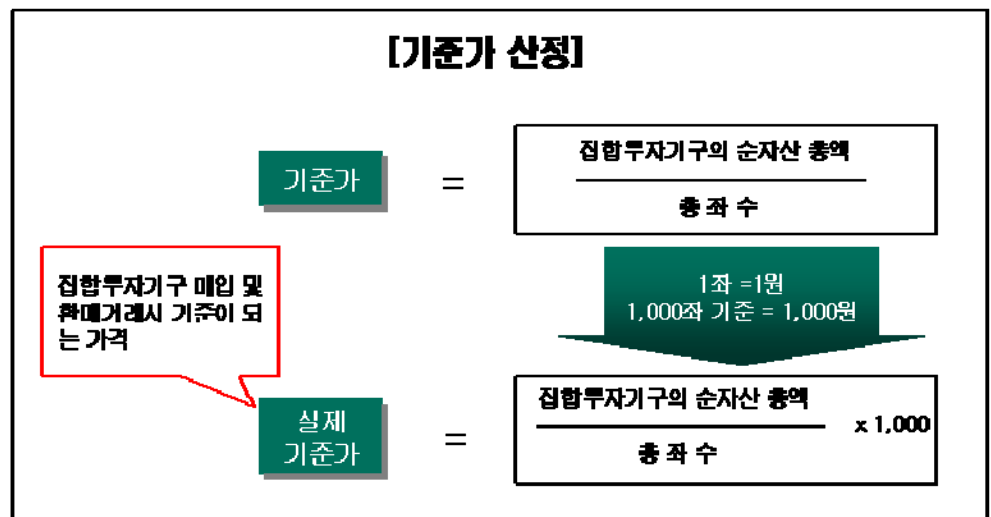 [기준가 산정]
기준가
=
집합투자기구의 순자산 총액
총 좌 수
집합투자기구 매입 및
환매거래시 기준이 되
는 가격
1좌 =1원
1,000좌 기준 = 1,000원
실제
기준가
=
집합투자기구의 순자산 총액
x 1,000
총 좌 수